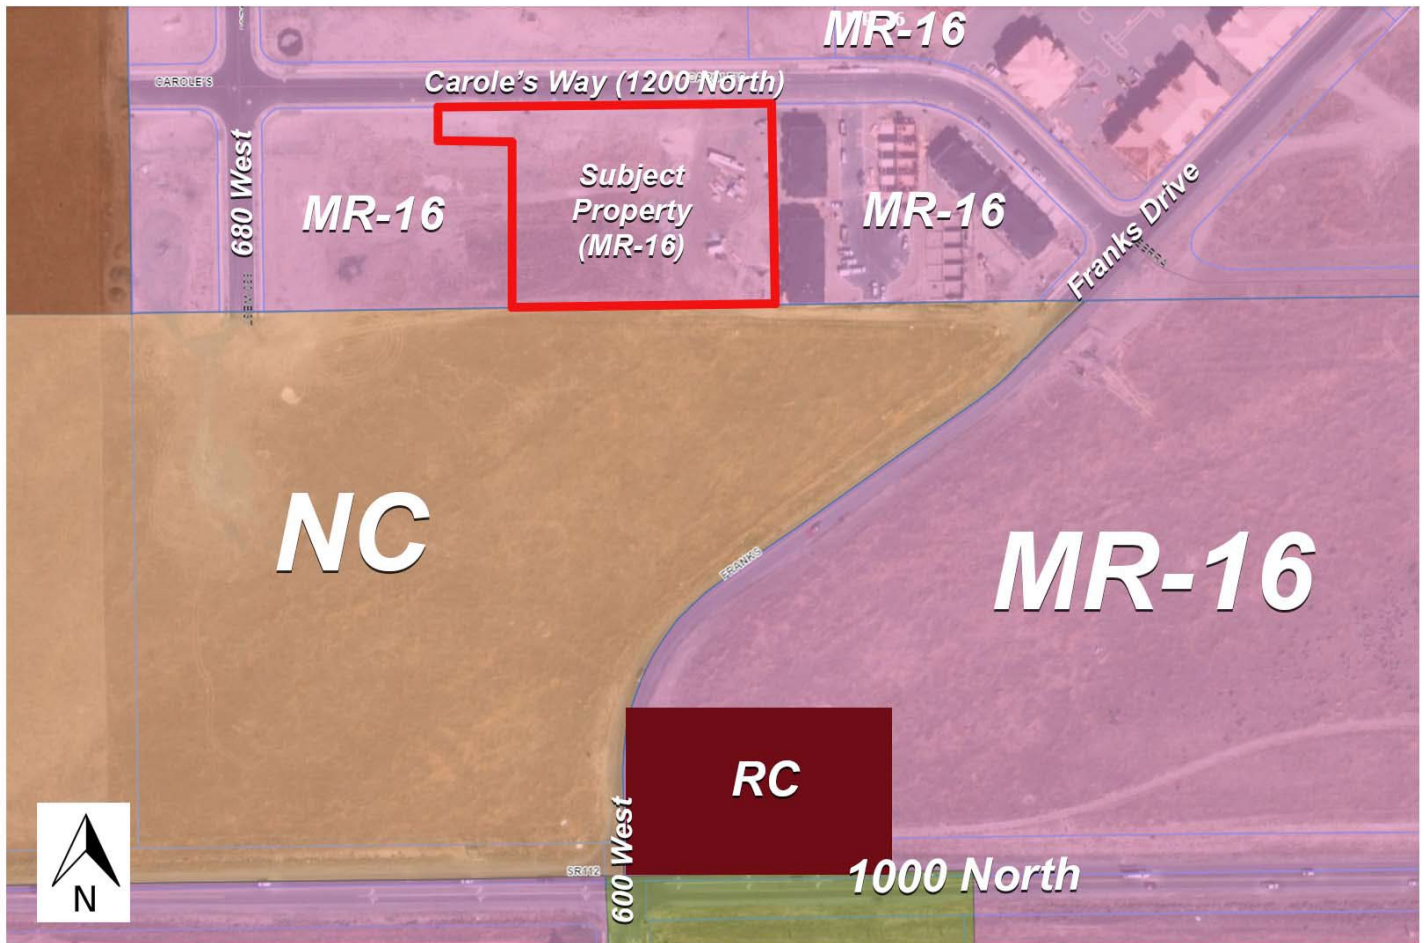 MR-16
CAROLE'S
Carole's Way (1200 North)
680 West
MR-16
Subject
Property
(MR-16)
MR-16
Franks Drive
NC
FRANKS
MR-16
RC
600 West
SR112
1000 North
N